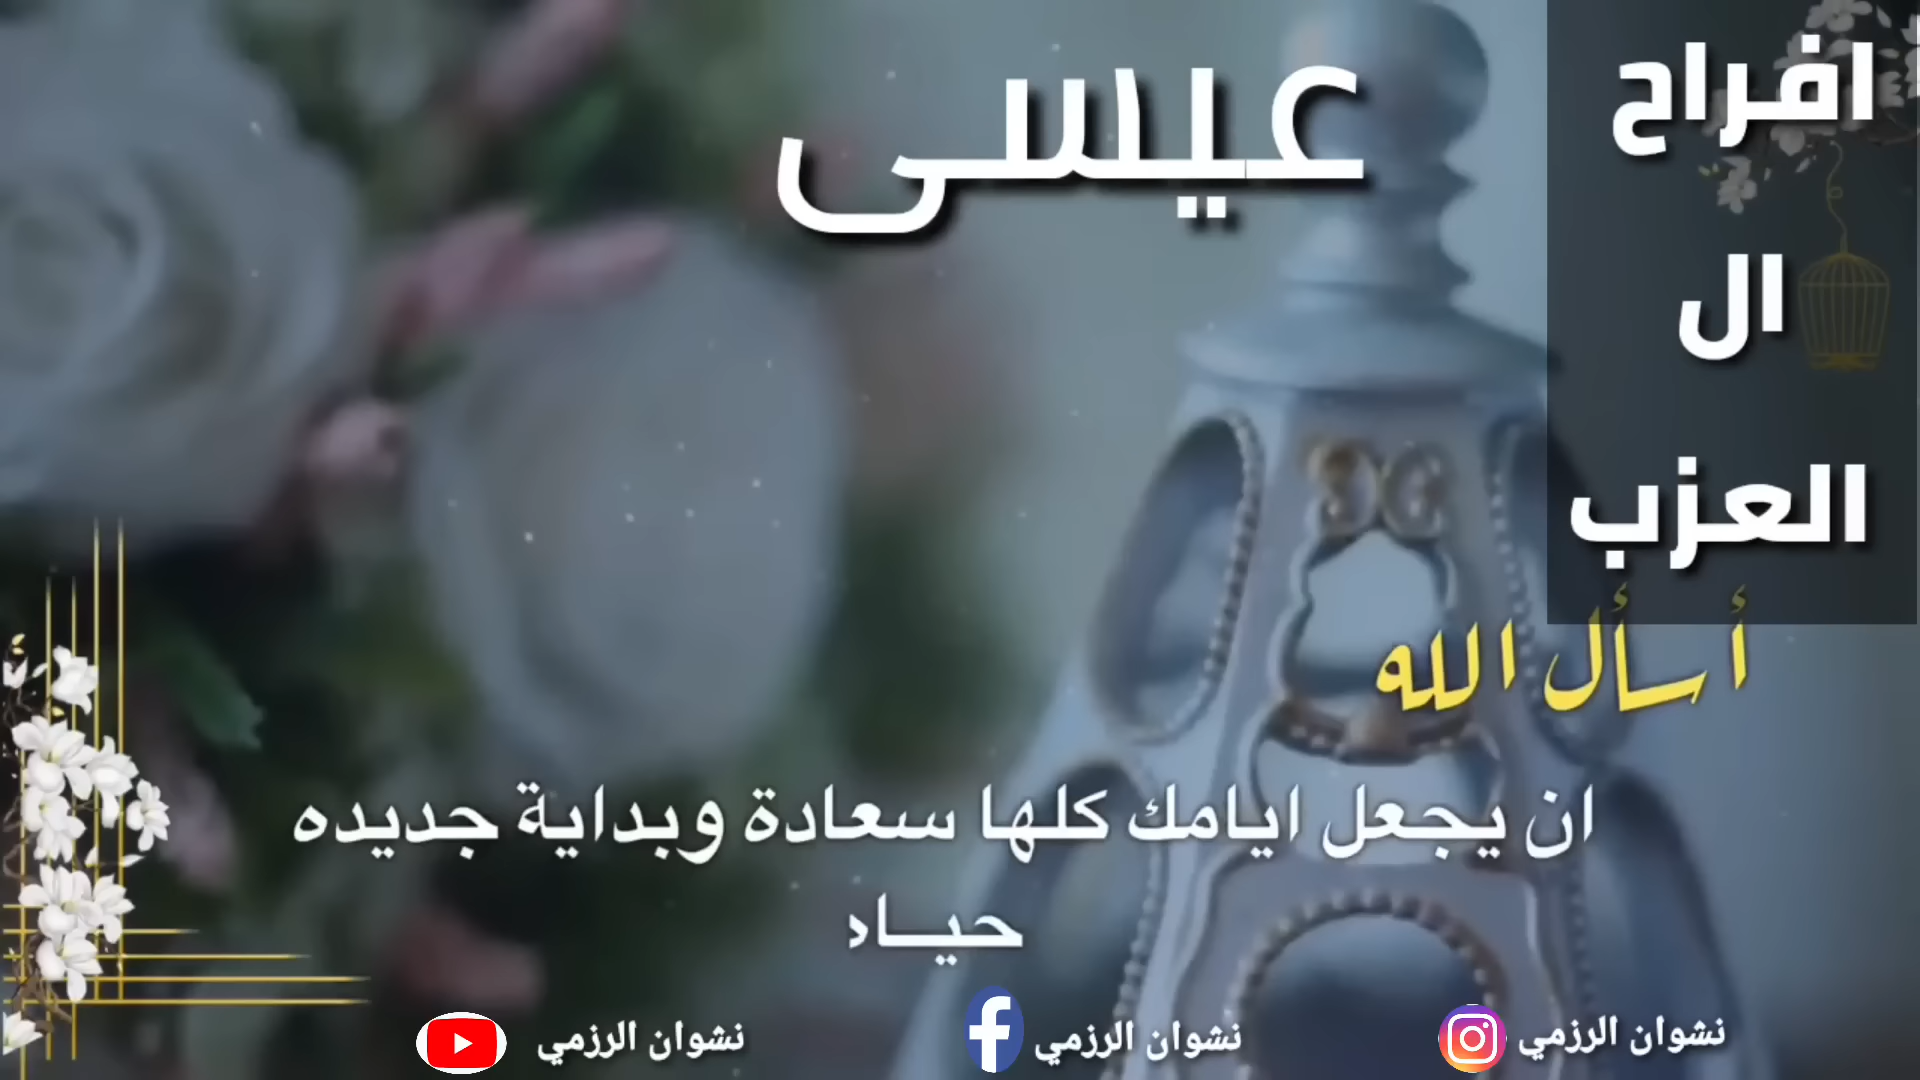 افراح
ال
العزب
عيسى
أسأل الله
ان يجعل ايامك كلها سعادة وبداية جديده
حياه
نشوان الرزمي
نشوان الرزمي
نشوان الرزمي